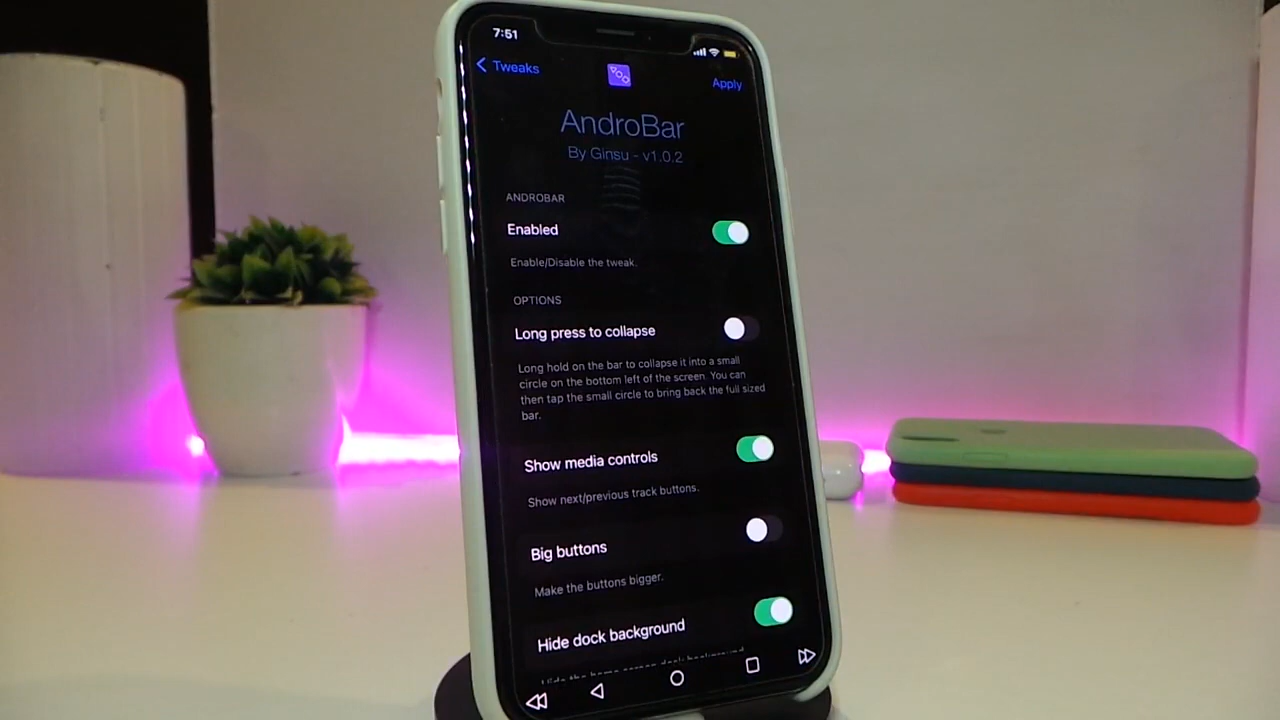 7:51
Tweaks
Apply
AndroBar
By Ginsu - v1.0.2
ANDROBAR
Enabled
Enable/Disable the tweak.
OPTIONS
Long press to collapse
Long hold on the bar to collapse it into a small
circle on the bottom left of the screen. You can
then tap the small circle to bring back the full sized
bar.
Show media controls
Show next/previous track buttons.
Big buttons
Make the buttons bigger.
Hide dock background